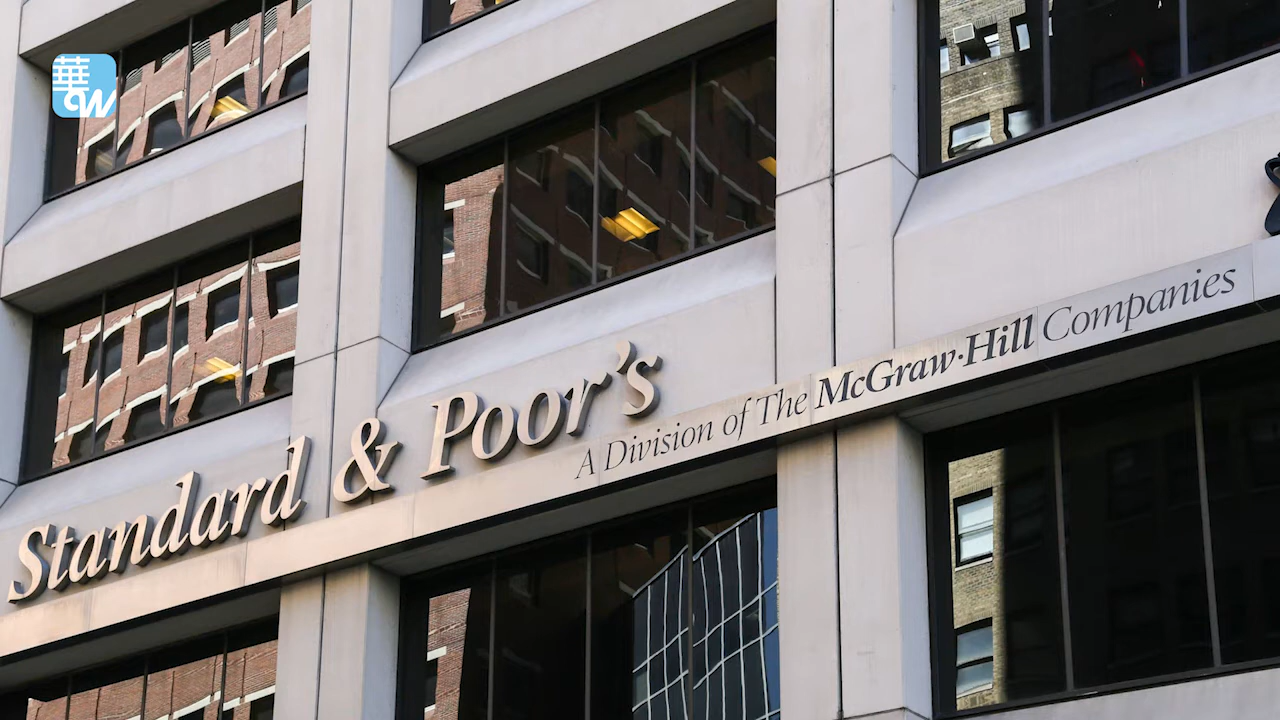 華
W
Standard & Poor's
A Division of The McGraw·Hill Companies